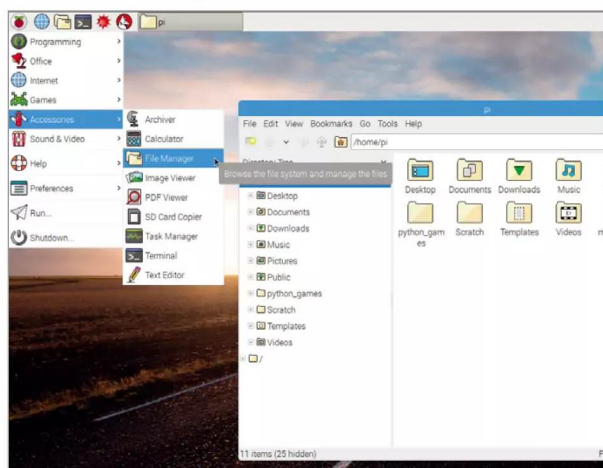 pi
Programming
Office
Internet
Games
Accessories
Sound & Video
Help
Preferences
Run...
Shutdown...
Archiver
Calculator
File Manager
Image Viewer
PDF Viewer
SD Card Copier
Task Manager
Terminal
Text Editor
Browse the file system and manage the files
pi
File Edit View Bookmarks Go Tools Help
/home/pi
Directory Tree
Desktop
Documents
Downloads
Music
Pictures
Public
python_games
Scratch
Templates
Videos
/
Desktop Documents Downloads Music
python_gam
es
Scratch Templates Videos
11 items (25 hidden)